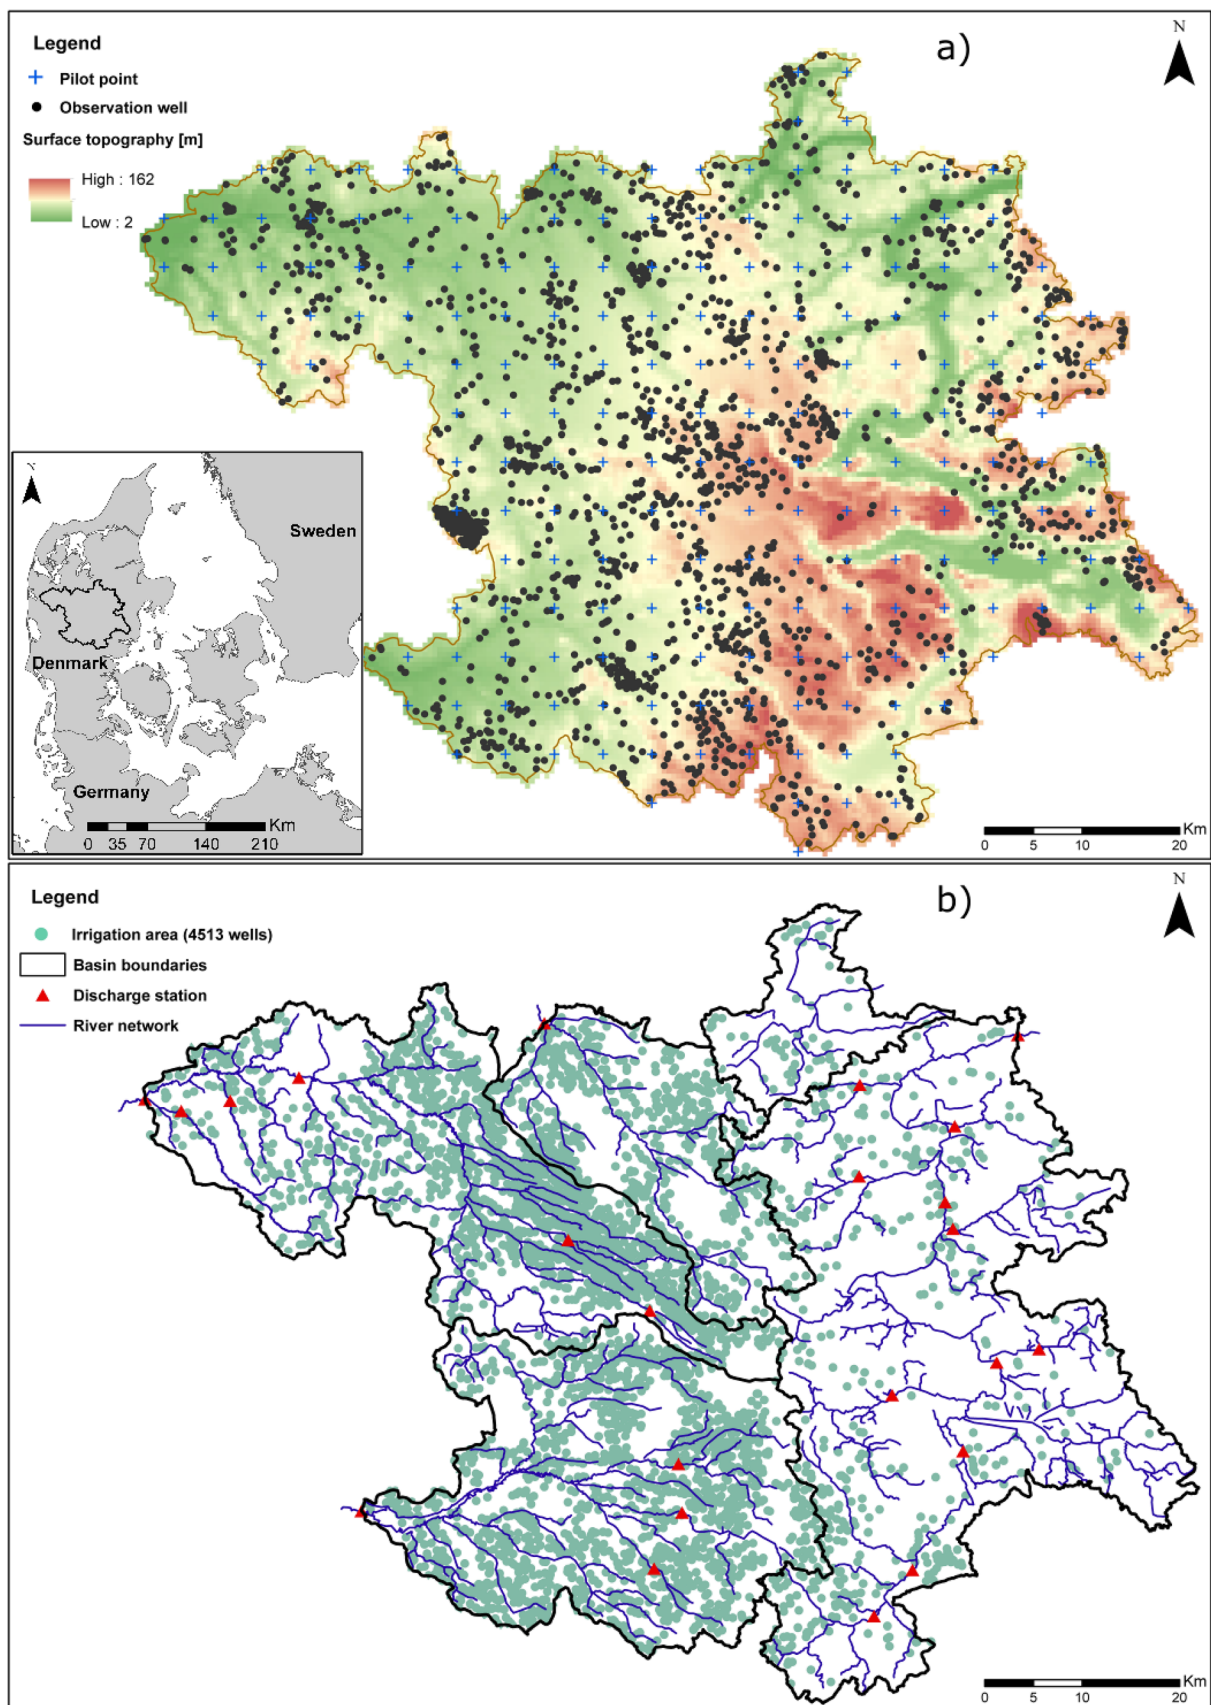 a)
N
Legend
Pilot point
Observation well
Surface topography [m]
High : 162
Low : 2
N
Sweden
Denmark
Germany
Km
0 35 70 140 210
Km
0 5 10 20
b)
N
Legend
Irrigation area (4513 wells)
Basin boundaries
Discharge station
River network
Km
0 5 10 20